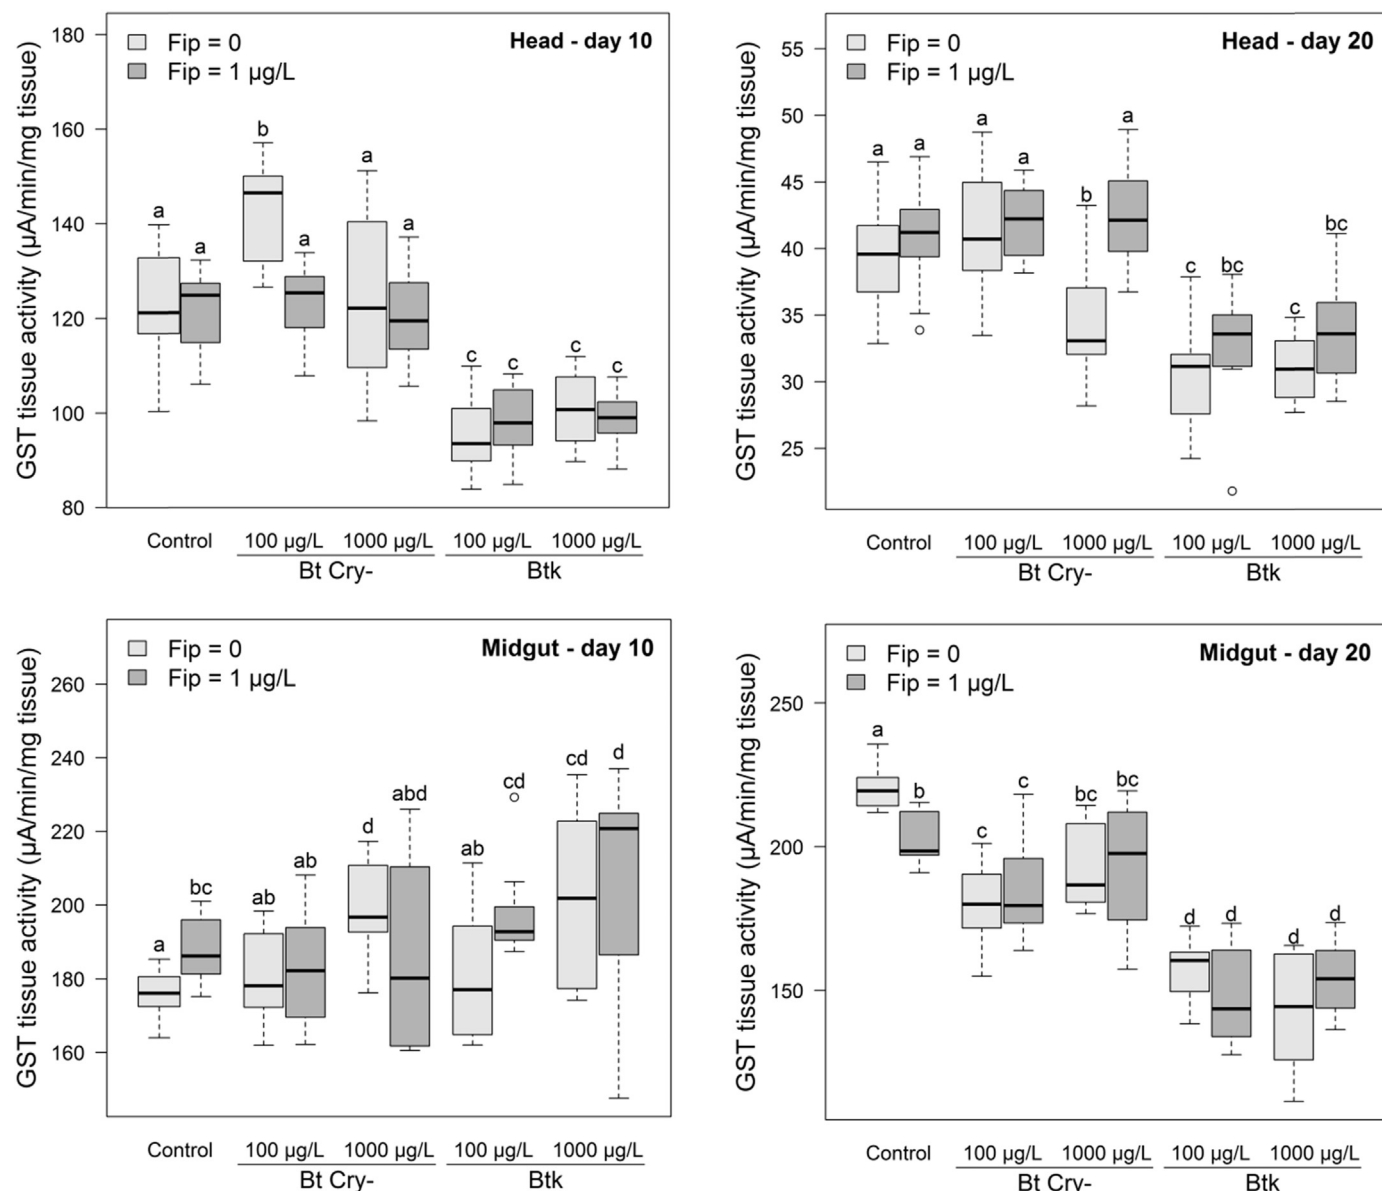 Head - day 10
Fip = 0
Fip = 1 µg/L
GST tissue activity (µA/min/mg tissue)
180
160
140
120
100
80
a
a
b
a
a
a
c
c
c
c
Control
100 µg/L
1000 µg/L
100 µg/L
1000 µg/L
Bt Cry-
Btk
Head - day 20
Fip = 0
Fip = 1 µg/L
GST tissue activity (µA/min/mg tissue)
55
50
45
40
35
30
25
a
a
a
a
b
a
c
bc
c
bc
Control
100 µg/L
1000 µg/L
100 µg/L
1000 µg/L
Bt Cry-
Btk
Midgut - day 10
Fip = 0
Fip = 1 µg/L
GST tissue activity (µA/min/mg tissue)
260
240
220
200
180
160
a
bc
ab
ab
d
abd
ab
cd
cd
d
Control
100 µg/L
1000 µg/L
100 µg/L
1000 µg/L
Bt Cry-
Btk
Midgut - day 20
Fip = 0
Fip = 1 µg/L
GST tissue activity (µA/min/mg tissue)
250
200
150
a
b
c
c
bc
bc
d
d
d
d
Control
100 µg/L
1000 µg/L
100 µg/L
1000 µg/L
Bt Cry-
Btk